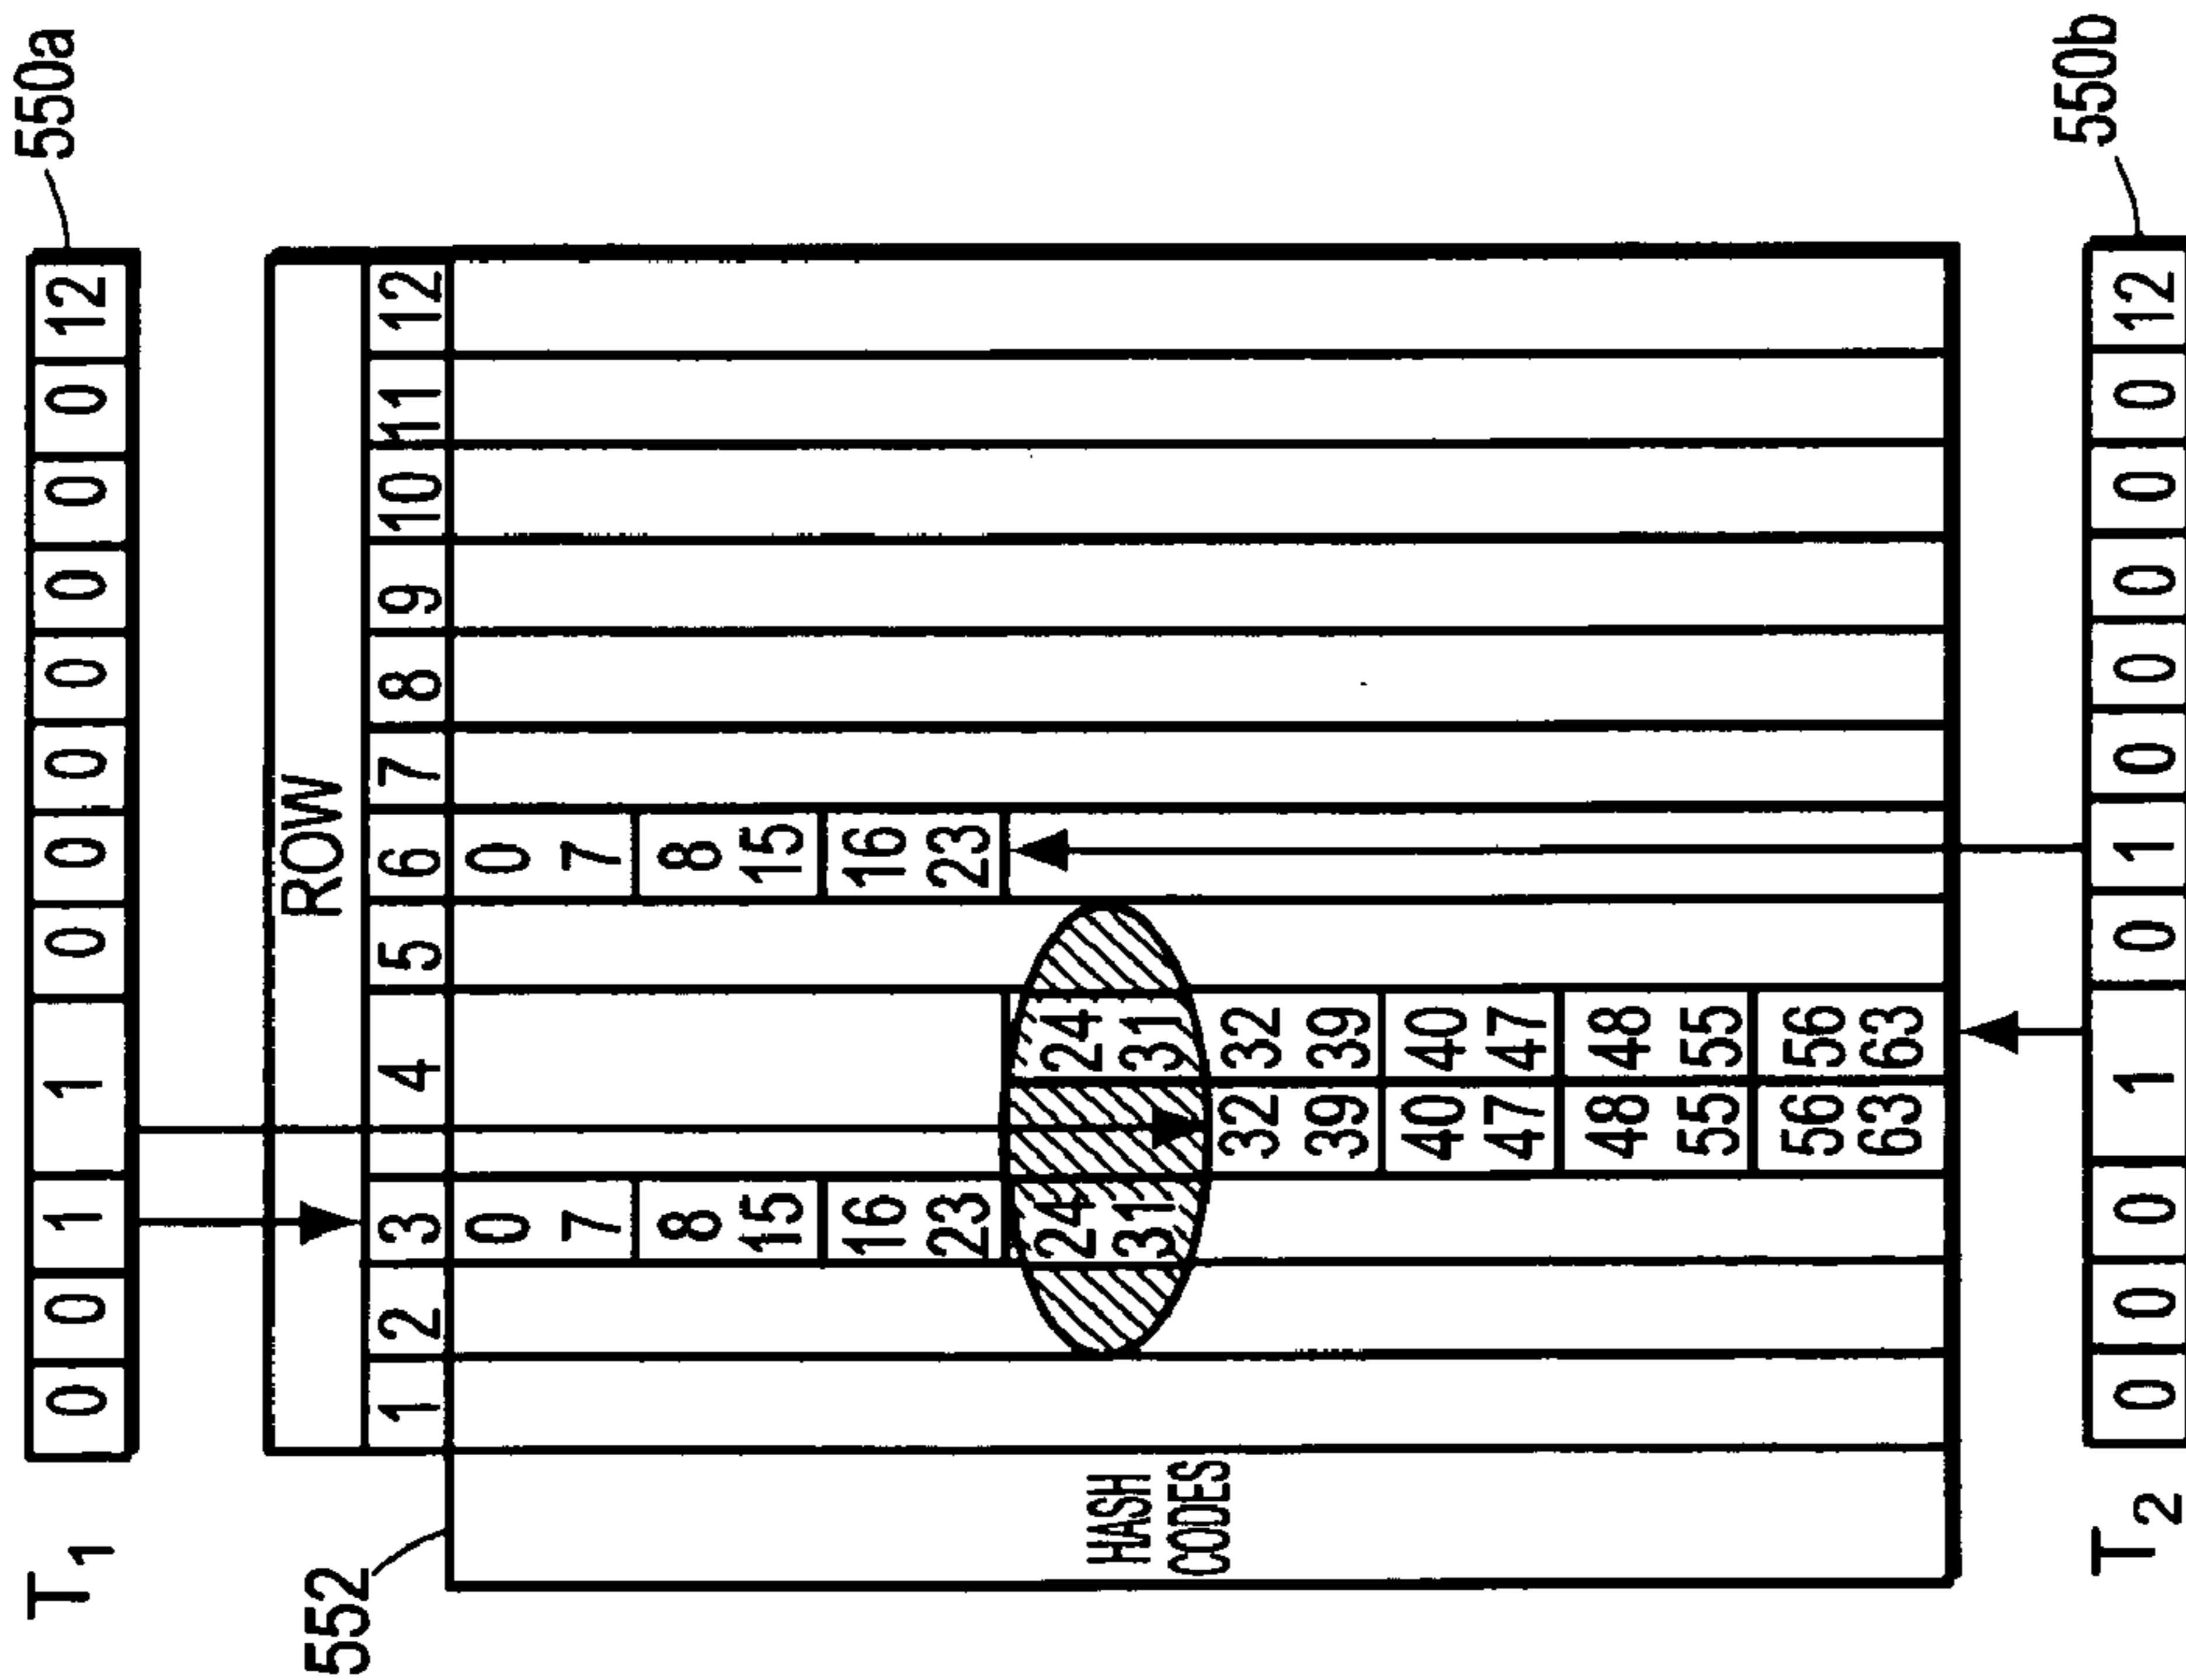 550a
T1 0 0 1 1 0 0 0 0 0 0 0 12
552
ROW
1 2 3 4 5 6 7 8 9 10 11 12
0 0
7 7
8 8
15 15
16 16
23 23
24 24
HASH
31 31
CODES
32 32
39 39
40 40
47 47
48 48
55 55
56 56
63 63
550b
T2 0 0 0 1 0 1 0 0 0 0 0 12